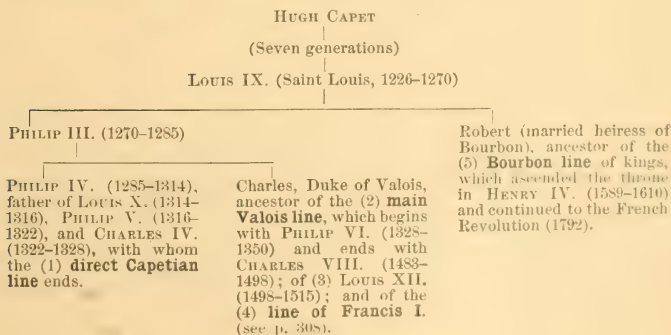 HUGH CAPET
(Seven generations)
LOUIS IX. (Saint Louis, 1226–1270)
PHILIP III. (1270–1285)
PHILIP IV. (1285–1314),
father of LOUIS X. (1314–
1316), PHILIP V. (1316–
1322), and CHARLES IV.
(1322–1328), with whom
the (1) direct Capetian
line ends.
Charles, Duke of Valois,
ancestor of the (2) main
Valois line, which begins
with PHILIP VI. (1328–
1350) and ends with
CHARLES VIII. (1483–
1498); of (3) LOUIS XII.
(1498–1515); and of the
(4) line of Francis I.
(see p. 308).
Robert (married heiress of
Bourbon), ancestor of the
(5) Bourbon line of kings,
which ascended the throne
in HENRY IV. (1589–1610)
and continued to the French
Revolution (1792).